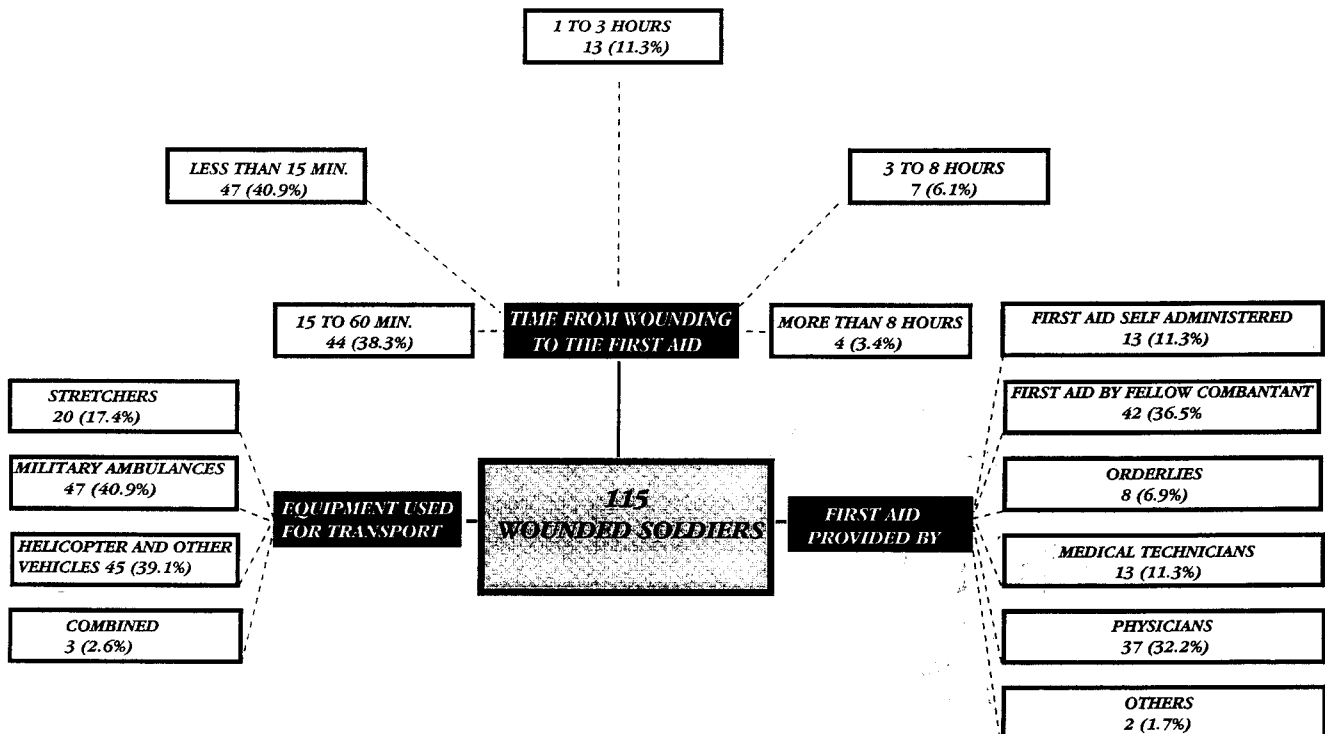 1 TO 3 HOURS
13 (11.3%)
LESS THAN 15 MIN.
47 (40.9%)
3 TO 8 HOURS
7 (6.1%)
15 TO 60 MIN.
44 (38.3%)
TIME FROM WOUNDING
TO THE FIRST AID
MORE THAN 8 HOURS
4 (3.4%)
STRETCHERS
20 (17.4%)
MILITARY AMBULANCES
47 (40.9%)
HELICOPTER AND OTHER
VEHICLES 45 (39.1%)
COMBINED
3 (2.6%)
EQUIPMENT USED
FOR TRANSPORT
115
WOUNDED SOLDIERS
FIRST AID
PROVIDED BY
FIRST AID SELF ADMINISTERED
13 (11.3%)
FIRST AID BY FELLOW COMBANTANT
42 (36.5%
ORDERLIES
8 (6.9%)
MEDICAL TECHNICIANS
13 (11.3%)
PHYSICIANS
37 (32.2%)
OTHERS
2 (1.7%)